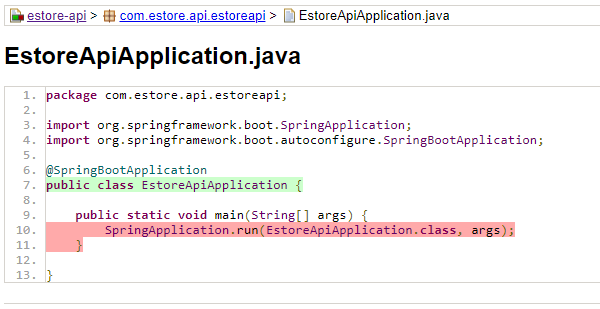 estore-api > com.estore.api.estoreapi > EstoreApiApplication.java
EstoreApiApplication.java
1. package com.estore.api.estoreapi;
2.
3. import org.springframework.boot.SpringApplication;
4. import org.springframework.boot.autoconfigure.SpringBootApplication;
5.
6. @SpringBootApplication
7. public class EstoreApiApplication {
8.
9.     public static void main(String[] args) {
10.         SpringApplication.run(EstoreApiApplication.class, args);
11.     }
12.
13. }